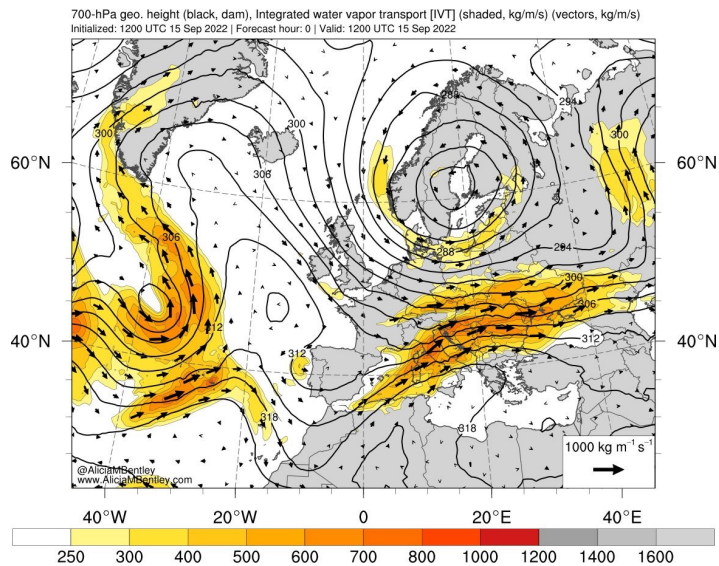 700-hPa geo. height (black, dam), Integrated water vapor transport [IVT] (shaded, kg/m/s) (vectors, kg/m/s)
Initialized: 1200 UTC 15 Sep 2022 | Forecast hour: 0 | Valid: 1200 UTC 15 Sep 2022
288
294
300
300
300
306
60°N
60°N
306
288
294
300
306
312
312
312
40°N
40°N
318
318
1000 kg m⁻¹ s⁻¹
@AliciaMBentley
www.AliciaMBentley.com
40°W 20°W 0 20°E 40°E
250 300 400 500 600 700 800 1000 1200 1400 1600